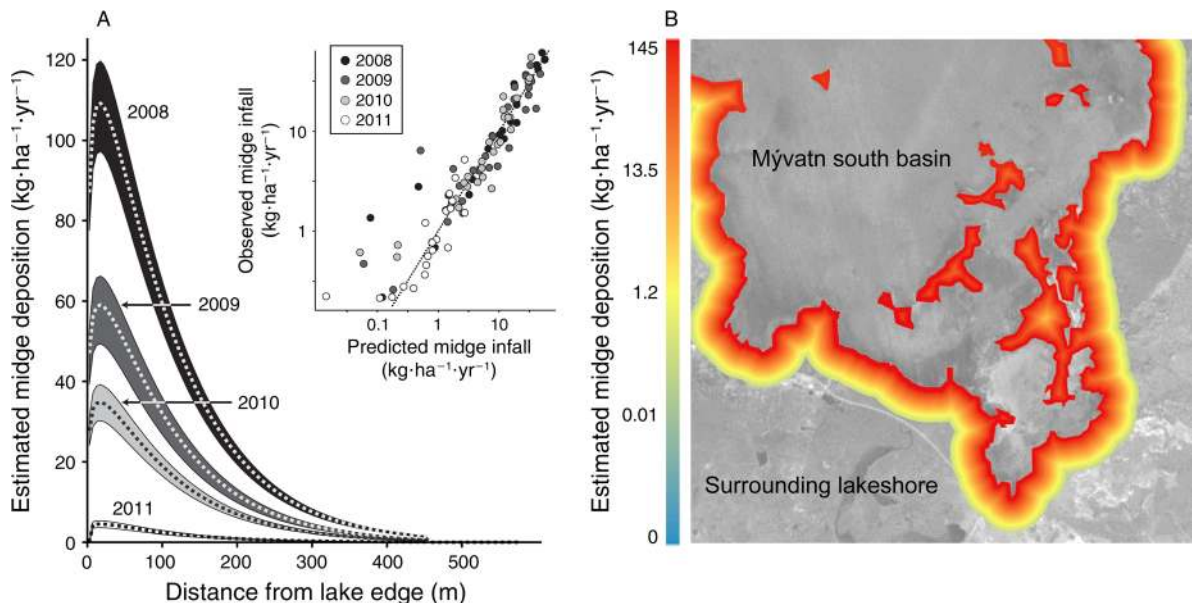 A
Estimated midge deposition (kg·ha⁻¹·yr⁻¹)
120
100
80
60
40
20
0
2008
2009
2010
2011
0
100
200
300
400
500
Distance from lake edge (m)
Observed midge infall
(kg·ha⁻¹·yr⁻¹)
10
1
2008
2009
2010
2011
0.1
1
10
Predicted midge infall
(kg·ha⁻¹·yr⁻¹)
B
Estimated midge deposition (kg·ha⁻¹·yr⁻¹)
145
13.5
1.2
0.01
0
Mývatn south basin
Surrounding lakeshore